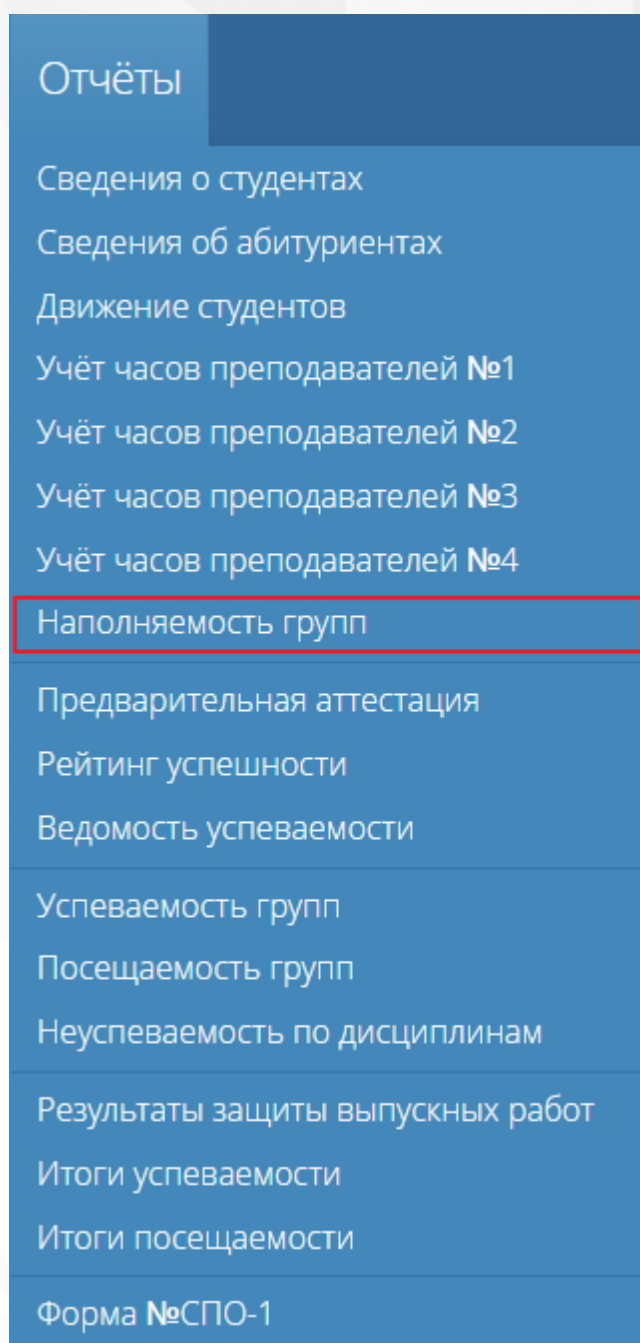 Отчёты
Сведения о студентах
Сведения об абитуриентах
Движение студентов
Учёт часов преподавателей №1
Учёт часов преподавателей №2
Учёт часов преподавателей №3
Учёт часов преподавателей №4
Наполняемость групп
Предварительная аттестация
Рейтинг успешности
Ведомость успеваемости
Успеваемость групп
Посещаемость групп
Неуспеваемость по дисциплинам
Результаты защиты выпускных работ
Итоги успеваемости
Итоги посещаемости
Форма №СПО-1